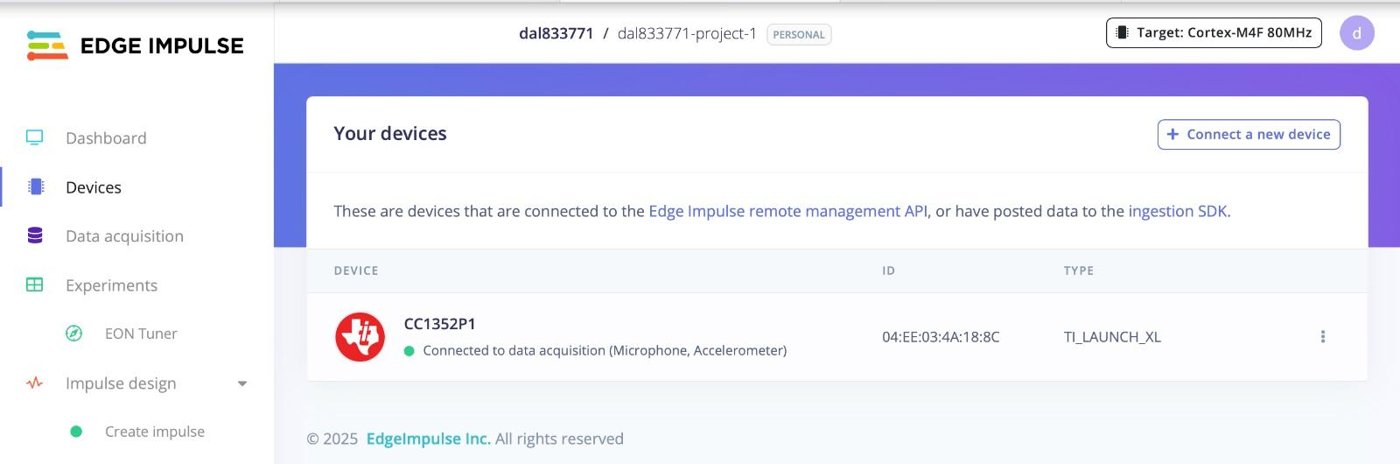 EDGE IMPULSE
dal833771 / dal833771-project-1 PERSONAL
Target: Cortex-M4F 80MHz
d
Dashboard
Devices
Data acquisition
Experiments
EON Tuner
Impulse design
Create impulse
Your devices
+ Connect a new device
These are devices that are connected to the Edge Impulse remote management API, or have posted data to the ingestion SDK.
DEVICE ID TYPE
CC1352P1
Connected to data acquisition (Microphone, Accelerometer)
04:EE:03:4A:18:8C TI_LAUNCH_XL
© 2025 EdgeImpulse Inc. All rights reserved